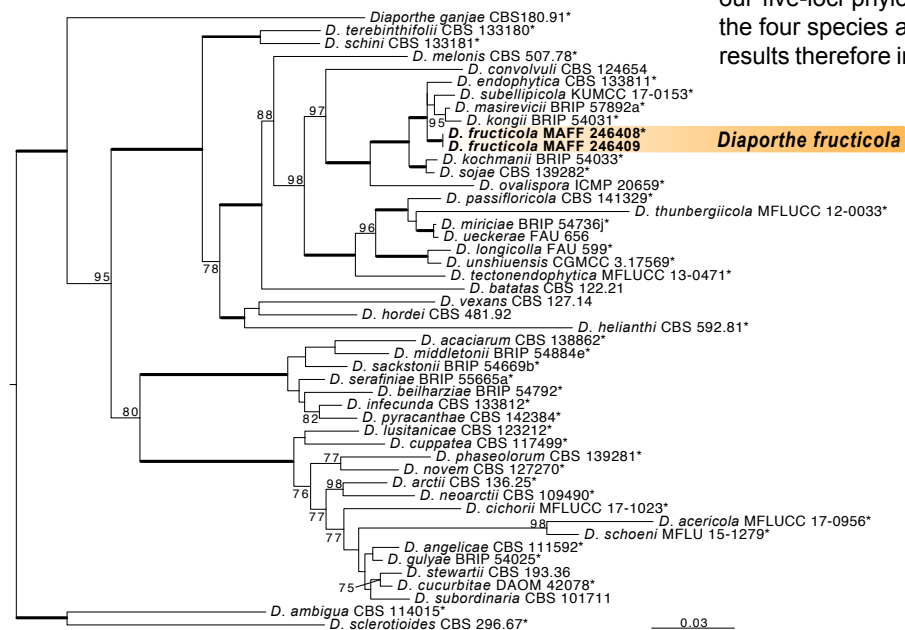 our five-loci phylo
the four species a
results therefore in
Diaporthe ganjae CBS180.91*
D. terebinthifolii CBS 133180*
D. schini CBS 133181*
D. melonis CBS 507.78*
D. convolvuli CBS 124654
D. endophytica CBS 133811*
88
97
D. subellipicola KUMCC 17-0153*
D. masirevicii BRIP 57892a*
95
D. kongii BRIP 54031*
D. fructicola MAFF 246408*
D. fructicola MAFF 246409
Diaporthe fructicola
D. kochmanii BRIP 54033*
D. sojae CBS 139282*
98
D. ovalispora ICMP 20659*
D. passifloricola CBS 141329*
D. thunbergiicola MFLUCC 12-0033*
96
D. miriciae BRIP 54736j*
D. ueckerae FAU 656
D. longicolla FAU 599*
78
D. unshiuensis CGMCC 3.17569*
95
D. tectonendophytica MFLUCC 13-0471*
D. batatas CBS 122.21
D. vexans CBS 127.14
D. hordei CBS 481.92
D. helianthi CBS 592.81*
D. acaciarum CBS 138862*
D. middletonii BRIP 54884e*
D. sackstonii BRIP 54669b*
D. serafiniae BRIP 55665a*
D. beilharziae BRIP 54792*
80
D. infecunda CBS 133812*
82
D. pyracanthae CBS 142384*
D. lusitanicae CBS 123212*
D. cuppatea CBS 117499*
77
D. phaseolorum CBS 139281*
D. novem CBS 127270*
76
98
D. arctii CBS 136.25*
D. neoarctii CBS 109490*
77
D. cichorii MFLUCC 17-1023*
98
D. acericola MFLUCC 17-0956*
77
D. schoeni MFLU 15-1279*
D. angelicae CBS 111592*
D. gulyae BRIP 54025*
D. stewartii CBS 193.36
75
D. cucurbitae DAOM 42078*
D. subordinaria CBS 101711
D. ambigua CBS 114015*
D. sclerotioides CBS 296.67*
0.03